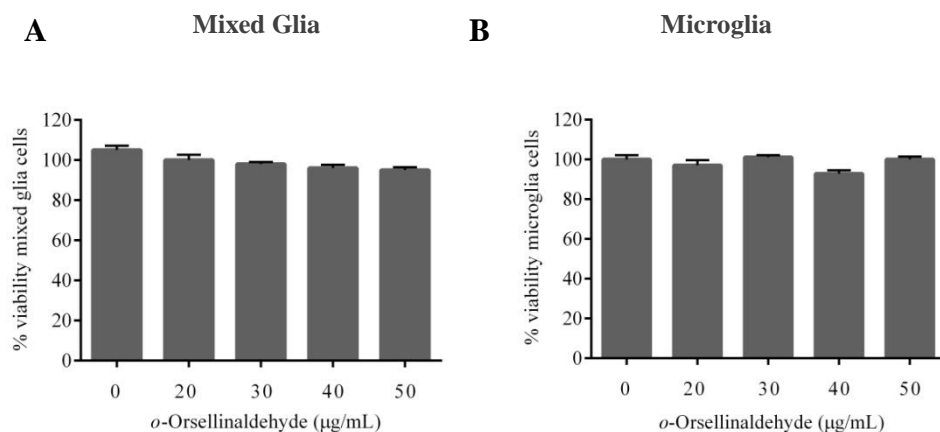 A
Mixed Glia
% viability mixed glia cells
120
100
80
60
40
20
0
0 20 30 40 50
o-Orsellinaldehyde (µg/mL)
B
Microglia
% viability microglia cells
120
100
80
60
40
20
0
0 20 30 40 50
o-Orsellinaldehyde (µg/mL)